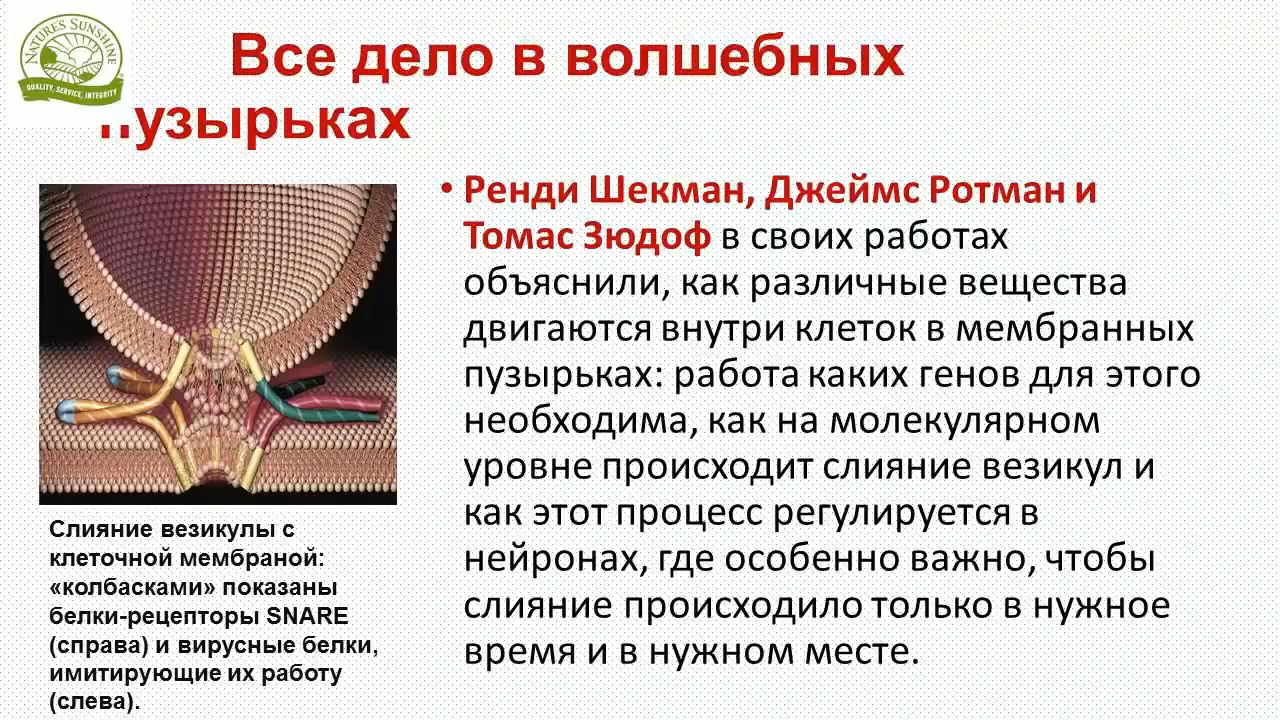 NATURE'S SUNSHINE
QUALITY, SERVICE, INTEGRITY
Все дело в волшебных
пузырьках
• Ренди Шекман, Джеймс Ротман и
Томас Зюдоф в своих работах
объяснили, как различные вещества
двигаются внутри клеток в мембранных
пузырьках: работа каких генов для этого
необходима, как на молекулярном
уровне происходит слияние везикул и
как этот процесс регулируется в
нейронах, где особенно важно, чтобы
слияние происходило только в нужное
время и в нужном месте.
Слияние везикулы с
клеточной мембраной:
«колбасками» показаны
белки-рецепторы SNARE
(справа) и вирусные белки,
имитирующие их работу
(слева).